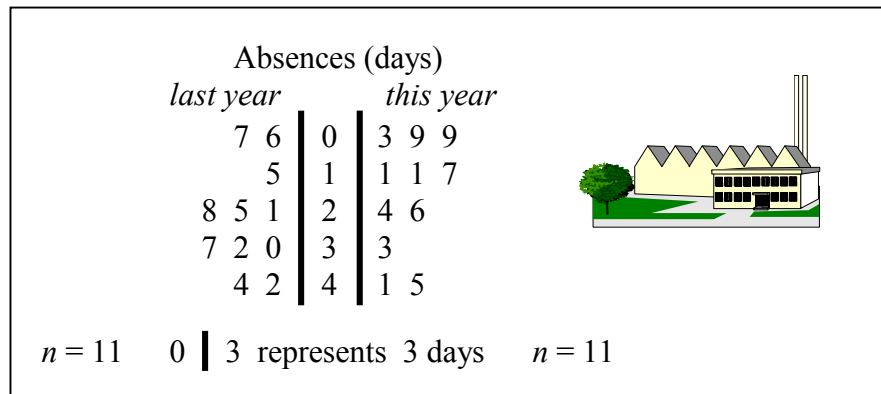 Absences (days)
last year this year
7 6 0 3 9 9
5 1 1 1 7
8 5 1 2 4 6
7 2 0 3 3
4 2 4 1 5
n = 11 0 | 3 represents 3 days n = 11